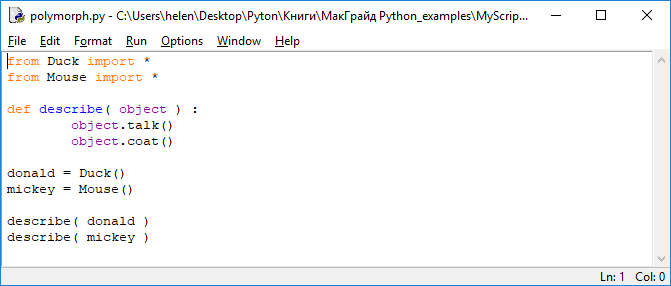 polymorph.py - C:\Users\helen\Desktop\Pyton\Книги\МакГрайд Python_examples\MyScrip...
File Edit Format Run Options Window Help
from Duck import *
from Mouse import *
def describe( object ) :
        object.talk()
        object.coat()
donald = Duck()
mickey = Mouse()
describe( donald )
describe( mickey )
Ln: 1 Col: 0